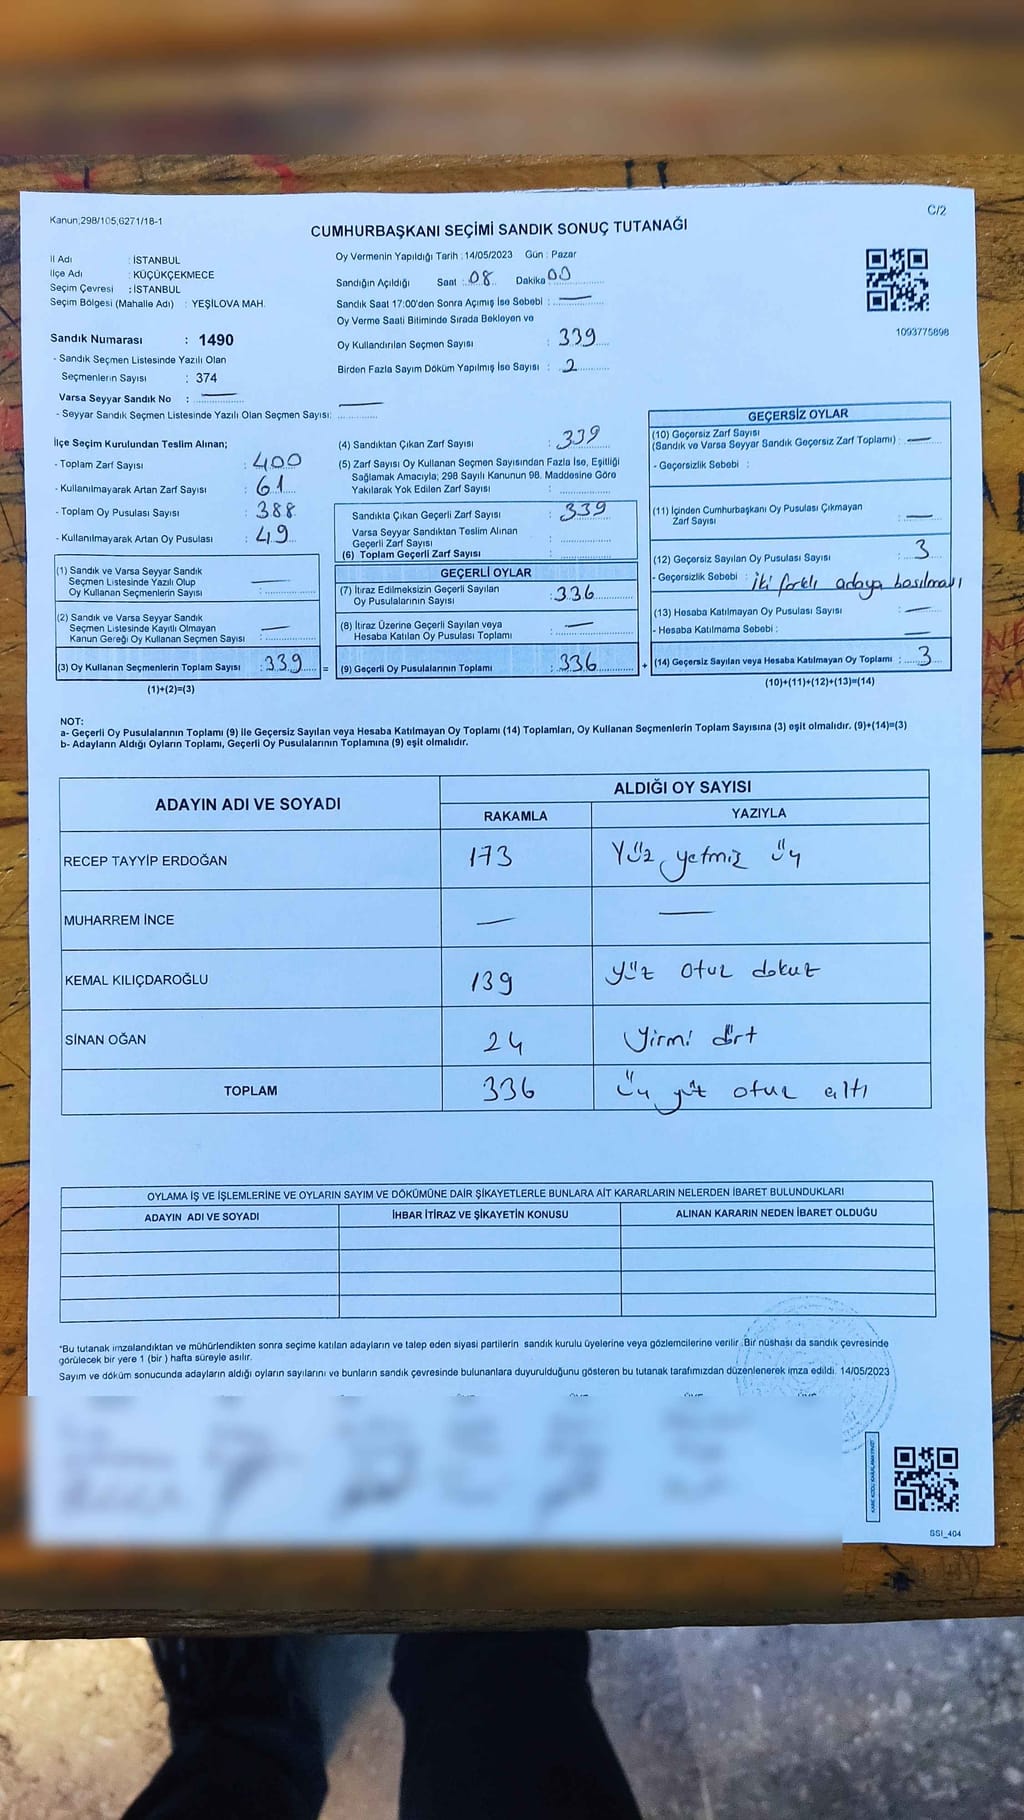 C/2
Kanun,298/105,6271/18-1
CUMHURBAŞKANI SEÇİMİ SANDIK SONUÇ TUTANAĞI
İl Adı : İSTANBUL
İlçe Adı : KÜÇÜKÇEKMECE
Seçim Çevresi : İSTANBUL
Seçim Bölgesi (Mahalle Adı) : YEŞİLOVA MAH.
Sandık Numarası : 1490
- Sandık Seçmen Listesinde Yazılı Olan
Seçmenlerin Sayısı : 374
Varsa Seyyar Sandık No : —
- Seyyar Sandık Seçmen Listesinde Yazılı Olan Seçmen Sayısı: —
Oy Vermenin Yapıldığı Tarih : 14/05/2023 Gün : Pazar
Sandığın Açıldığı Saat : 08 Dakika 00
Sandık Saat 17:00'den Sonra Açımış İse Sebebi : —
Oy Verme Saati Bitiminde Sırada Bekleyen ve
Oy Kullandırılan Seçmen Sayısı : 339
Birden Fazla Sayım Döküm Yapılmış İse Sayısı : 2
1093775898
İlçe Seçim Kurulundan Teslim Alınan;
- Toplam Zarf Sayısı : 400
- Kullanılmayarak Artan Zarf Sayısı : 61
- Toplam Oy Pusulası Sayısı : 388
- Kullanılmayarak Artan Oy Pusulası : 49
(1) Sandık ve Varsa Seyyar Sandık
Seçmen Listesinde Yazılı Olup
Oy Kullanan Seçmenlerin Sayısı : —
(2) Sandık ve Varsa Seyyar Sandık
Seçmen Listesinde Kayıtlı Olmayan
Kanun Gereği Oy Kullanan Seçmen Sayısı : —
(3) Oy Kullanan Seçmenlerin Toplam Sayısı : 339 =
(1)+(2)=(3)
(4) Sandıktan Çıkan Zarf Sayısı : 339
(5) Zarf Sayısı Oy Kullanan Seçmen Sayısından Fazla İse, Eşitliği
Sağlamak Amacıyla; 298 Sayılı Kanunun 98. Maddesine Göre
Yakılarak Yok Edilen Zarf Sayısı :
Sandıkta Çıkan Geçerli Zarf Sayısı : 339
Varsa Seyyar Sandıktan Teslim Alınan
Geçerli Zarf Sayısı :
(6) Toplam Geçerli Zarf Sayısı :
GEÇERLİ OYLAR
(7) İtiraz Edilmeksizin Geçerli Sayılan
Oy Pusulalarının Sayısı : 336
(8) İtiraz Üzerine Geçerli Sayılan veya
Hesaba Katılan Oy Pusulası Toplamı : —
(9) Geçerli Oy Pusulalarının Toplamı : 336 +
GEÇERSİZ OYLAR
(10) Geçersiz Zarf Sayısı
(Sandık ve Varsa Seyyar Sandık Geçersiz Zarf Toplamı) : —
- Geçersizlik Sebebi :
(11) İçinden Cumhurbaşkanı Oy Pusulası Çıkmayan
Zarf Sayısı —
(12) Geçersiz Sayılan Oy Pusulası Sayısı 3
- Geçersizlik Sebebi : İki farklı adaya basılması
(13) Hesaba Katılmayan Oy Pusulası Sayısı : —
- Hesaba Katılmama Sebebi : —
(14) Geçersiz Sayılan veya Hesaba Katılmayan Oy Toplamı : 3
(10)+(11)+(12)+(13)=(14)
NOT:
a- Geçerli Oy Pusulalarının Toplamı (9) ile Geçersiz Sayılan veya Hesaba Katılmayan Oy Toplamı (14) Toplamları, Oy Kullanan Seçmenlerin Toplam Sayısına (3) eşit olmalıdır. (9)+(14)=(3)
b- Adayların Aldığı Oyların Toplamı, Geçerli Oy Pusulalarının Toplamına (9) eşit olmalıdır.
ADAYIN ADI VE SOYADI ALDIĞI OY SAYISI
RAKAMLA YAZIYLA
RECEP TAYYİP ERDOĞAN 173 Yüz yetmiş üç
MUHARREM İNCE — —
KEMAL KILIÇDAROĞLU 139 yüz otuz dokuz
SİNAN OĞAN 24 Yirmi dört
TOPLAM 336 Üç yüz otuz altı
OYLAMA İŞ VE İŞLEMLERİNE VE OYLARIN SAYIM VE DÖKÜMÜNE DAİR ŞİKAYETLERLE BUNLARA AİT KARARLARIN NELERDEN İBARET BULUNDUKLARI
ADAYIN ADI VE SOYADI İHBAR İTİRAZ VE ŞİKAYETİN KONUSU ALINAN KARARIN NEDEN İBARET OLDUĞU
*Bu tutanak imzalandıktan ve mühürlendikten sonra seçime katılan adayların ve talep eden siyasi partilerin sandık kurulu üyelerine veya gözlemcilerine verilir. Bir nüshası da sandık çevresinde
görülecek bir yere 1 (bir ) hafta süreyle asılır.
Sayım ve döküm sonucunda adayların aldığı oyların sayılarını ve bunların sandık çevresinde bulunanlara duyurulduğunu gösteren bu tutanak tarafımızdan düzenlenerek imza edildi. 14/05/2023
SSI_404